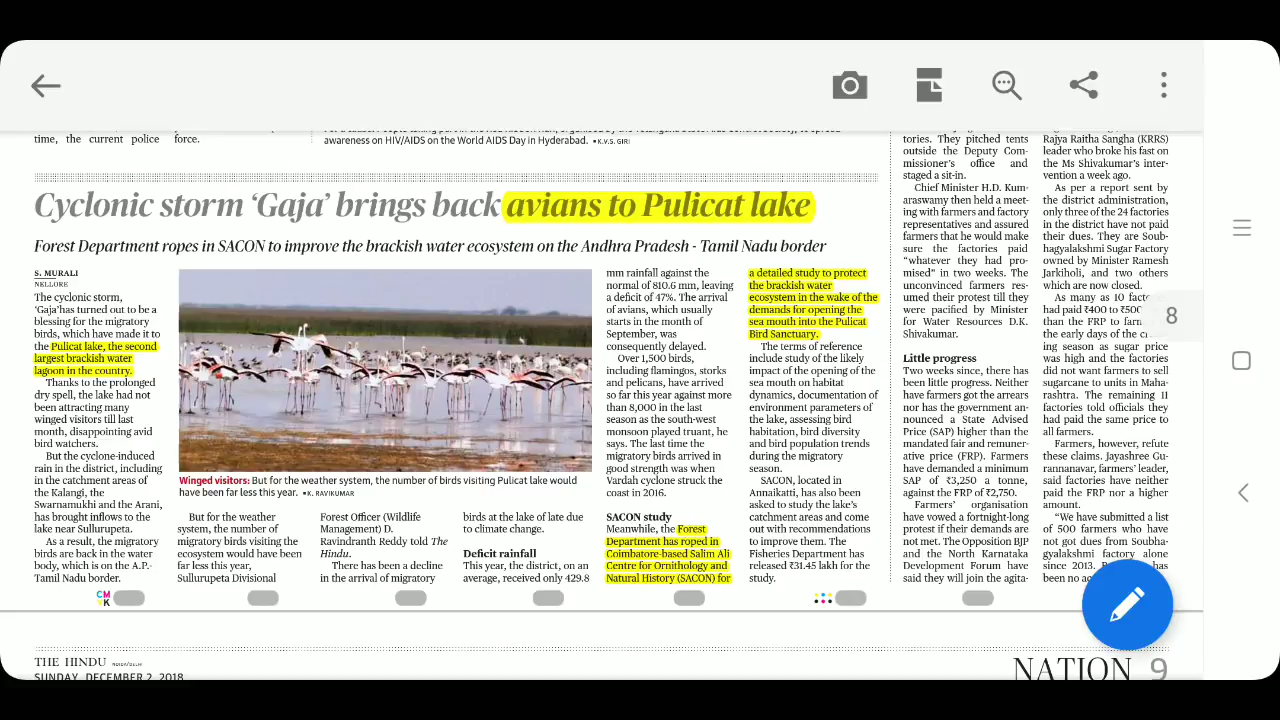 time, the current police
force.
awareness on HIV/AIDS on the World AIDS Day in Hyderabad. •K.V.S. GIRI
Cyclonic storm ‘Gaja’ brings back avians to Pulicat lake
Forest Department ropes in SACON to improve the brackish water ecosystem on the Andhra Pradesh - Tamil Nadu border
S. MURALI
NELLORE
The cyclonic storm,
‘Gaja’has turned out to be a
blessing for the migratory
birds, which have made it to
the Pulicat lake, the second
largest brackish water
lagoon in the country.
Thanks to the prolonged
dry spell, the lake had not
been attracting many
winged visitors till last
month, disappointing avid
bird watchers.
But the cyclone-induced
rain in the district, including
in the catchment areas of
the Kalangi, the
Swarnamukhi and the Arani,
has brought inflows to the
lake near Sullurupeta.
As a result, the migratory
birds are back in the water
body, which is on the A.P.-
Tamil Nadu border.
Winged visitors: But for the weather system, the number of birds visiting Pulicat lake would
have been far less this year. •K. RAVIKUMAR
But for the weather
system, the number of
migratory birds visiting the
ecosystem would have been
far less this year,
Sullurupeta Divisional
Forest Officer (Wildlife
Management) D.
Ravindranth Reddy told The
Hindu.
There has been a decline
in the arrival of migratory
birds at the lake of late due
to climate change.
Deficit rainfall
This year, the district, on an
average, received only 429.8
mm rainfall against the
normal of 810.6 mm, leaving
a deficit of 47%. The arrival
of avians, which usually
starts in the month of
September, was
consequently delayed.
Over 1,500 birds,
including flamingos, storks
and pelicans, have arrived
so far this year against more
than 8,000 in the last
season as the south-west
monsoon played truant, he
says. The last time the
migratory birds arrived in
good strength was when
Vardah cyclone struck the
coast in 2016.
SACON study
Meanwhile, the Forest
Department has roped in
Coimbatore-based Salim Ali
Centre for Ornithology and
Natural History (SACON) for
a detailed study to protect
the brackish water
ecosystem in the wake of the
demands for opening the
sea mouth into the Pulicat
Bird Sanctuary.
The terms of reference
include study of the likely
impact of the opening of the
sea mouth on habitat
dynamics, documentation of
environment parameters of
the lake, assessing bird
habitat, bird diversity
and bird population trends
during the migratory
season.
SACON, located in
Annaikatti, has also been
asked to study the lake’s
catchment areas and come
out with recommendations
to improve them. The
Fisheries Department has
released ₹31.45 lakh for the
study.
tories. They pitched tents
outside the Deputy Com-
missioner’s office and
staged a sit-in.
Chief Minister H.D. Kum-
araswamy then held a meet-
ing with farmers and factory
representatives and assured
farmers that he would make
sure the factories paid
“whatever they had pro-
mised” in two weeks. The
unconvinced farmers res-
umed their protest till they
were pacified by Minister
for Water Resources D.K.
Shivakumar.
Little progress
Two weeks since, there has
been little progress. Neither
have farmers got the arrears
nor has the government an-
nounced a State Advised
Price (SAP) higher than the
mandated fair and remuner-
ative price (FRP). Farmers
have demanded a minimum
SAP of ₹3,250 a tonne,
against the FRP of ₹2,750.
Farmers’ organisation
have vowed a fortnight-long
protest if their demands are
not met. The Opposition BJP
and the North Karnataka
Development Forum have
said they will join the agita-
Rajya Raitha Sangha (KRRS)
leader who broke his fast on
the Ms Shivakumar’s inter-
vention a week ago.
As per a report sent by
the district administration,
only three of the 24 factories
in the district have not paid
their dues. They are Soub-
hagyalakshmi Sugar Factory
owned by Minister Ramesh
Jarkiholi, and two others
which are now closed.
As many as 10
had paid ₹400 to ₹500
than the FRP to
the early days of the
ing season as sugar price
was high and the factories
did not want farmers to sell
sugarcane to units in Maha-
rashtra. The remaining 11
factories told officials they
had paid the same price to
all farmers.
Farmers, however, refute
these claims. Jayashree Gu-
rannanavar, farmers’ leader,
said factories have neither
paid the FRP nor a higher
amount.
“We have submitted a list
of 500 farmers who have
not got dues from Soubha-
gyalakshmi factory alone
since 2013. has
been no
8
CMYK
THE HINDU NOIDA/DELHI
SUNDAY, DECEMBER 2, 2018
NATION 9